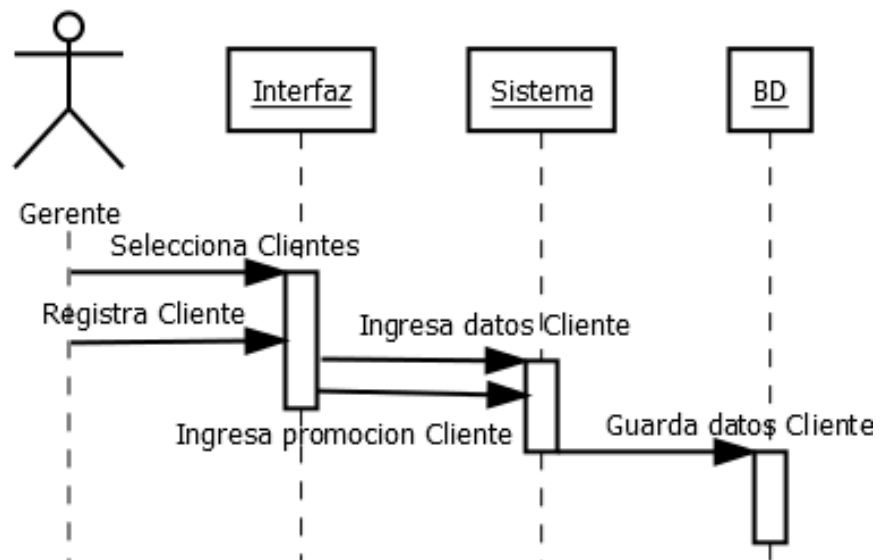 Interfaz
Sistema
BD
Gerente
Selecciona Clientes
Registra Cliente
Ingresa datos Cliente
Ingresa promocion Cliente
Guarda datos Cliente